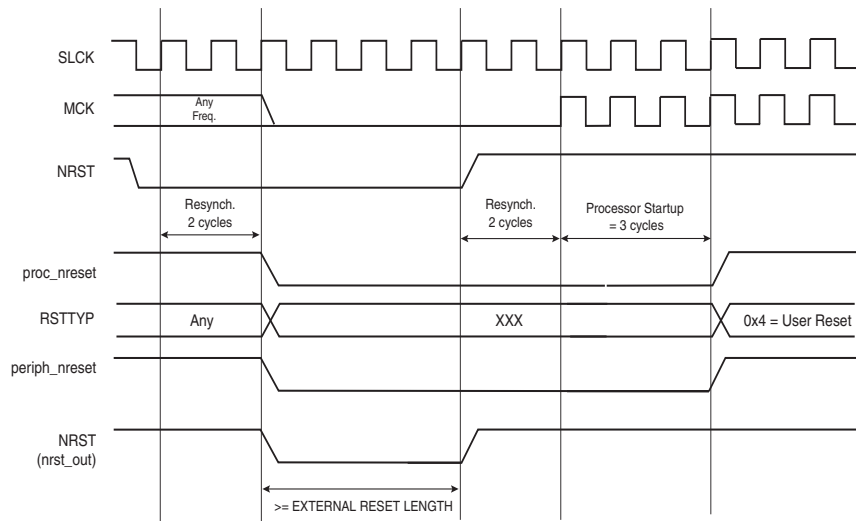 SLCK
MCK
Any
Freq.
NRST
Resynch.
2 cycles
Resynch.
2 cycles
Processor Startup
= 3 cycles
proc_nreset
RSTTYP
Any
XXX
0x4 = User Reset
periph_nreset
NRST
(nrst_out)
>= EXTERNAL RESET LENGTH